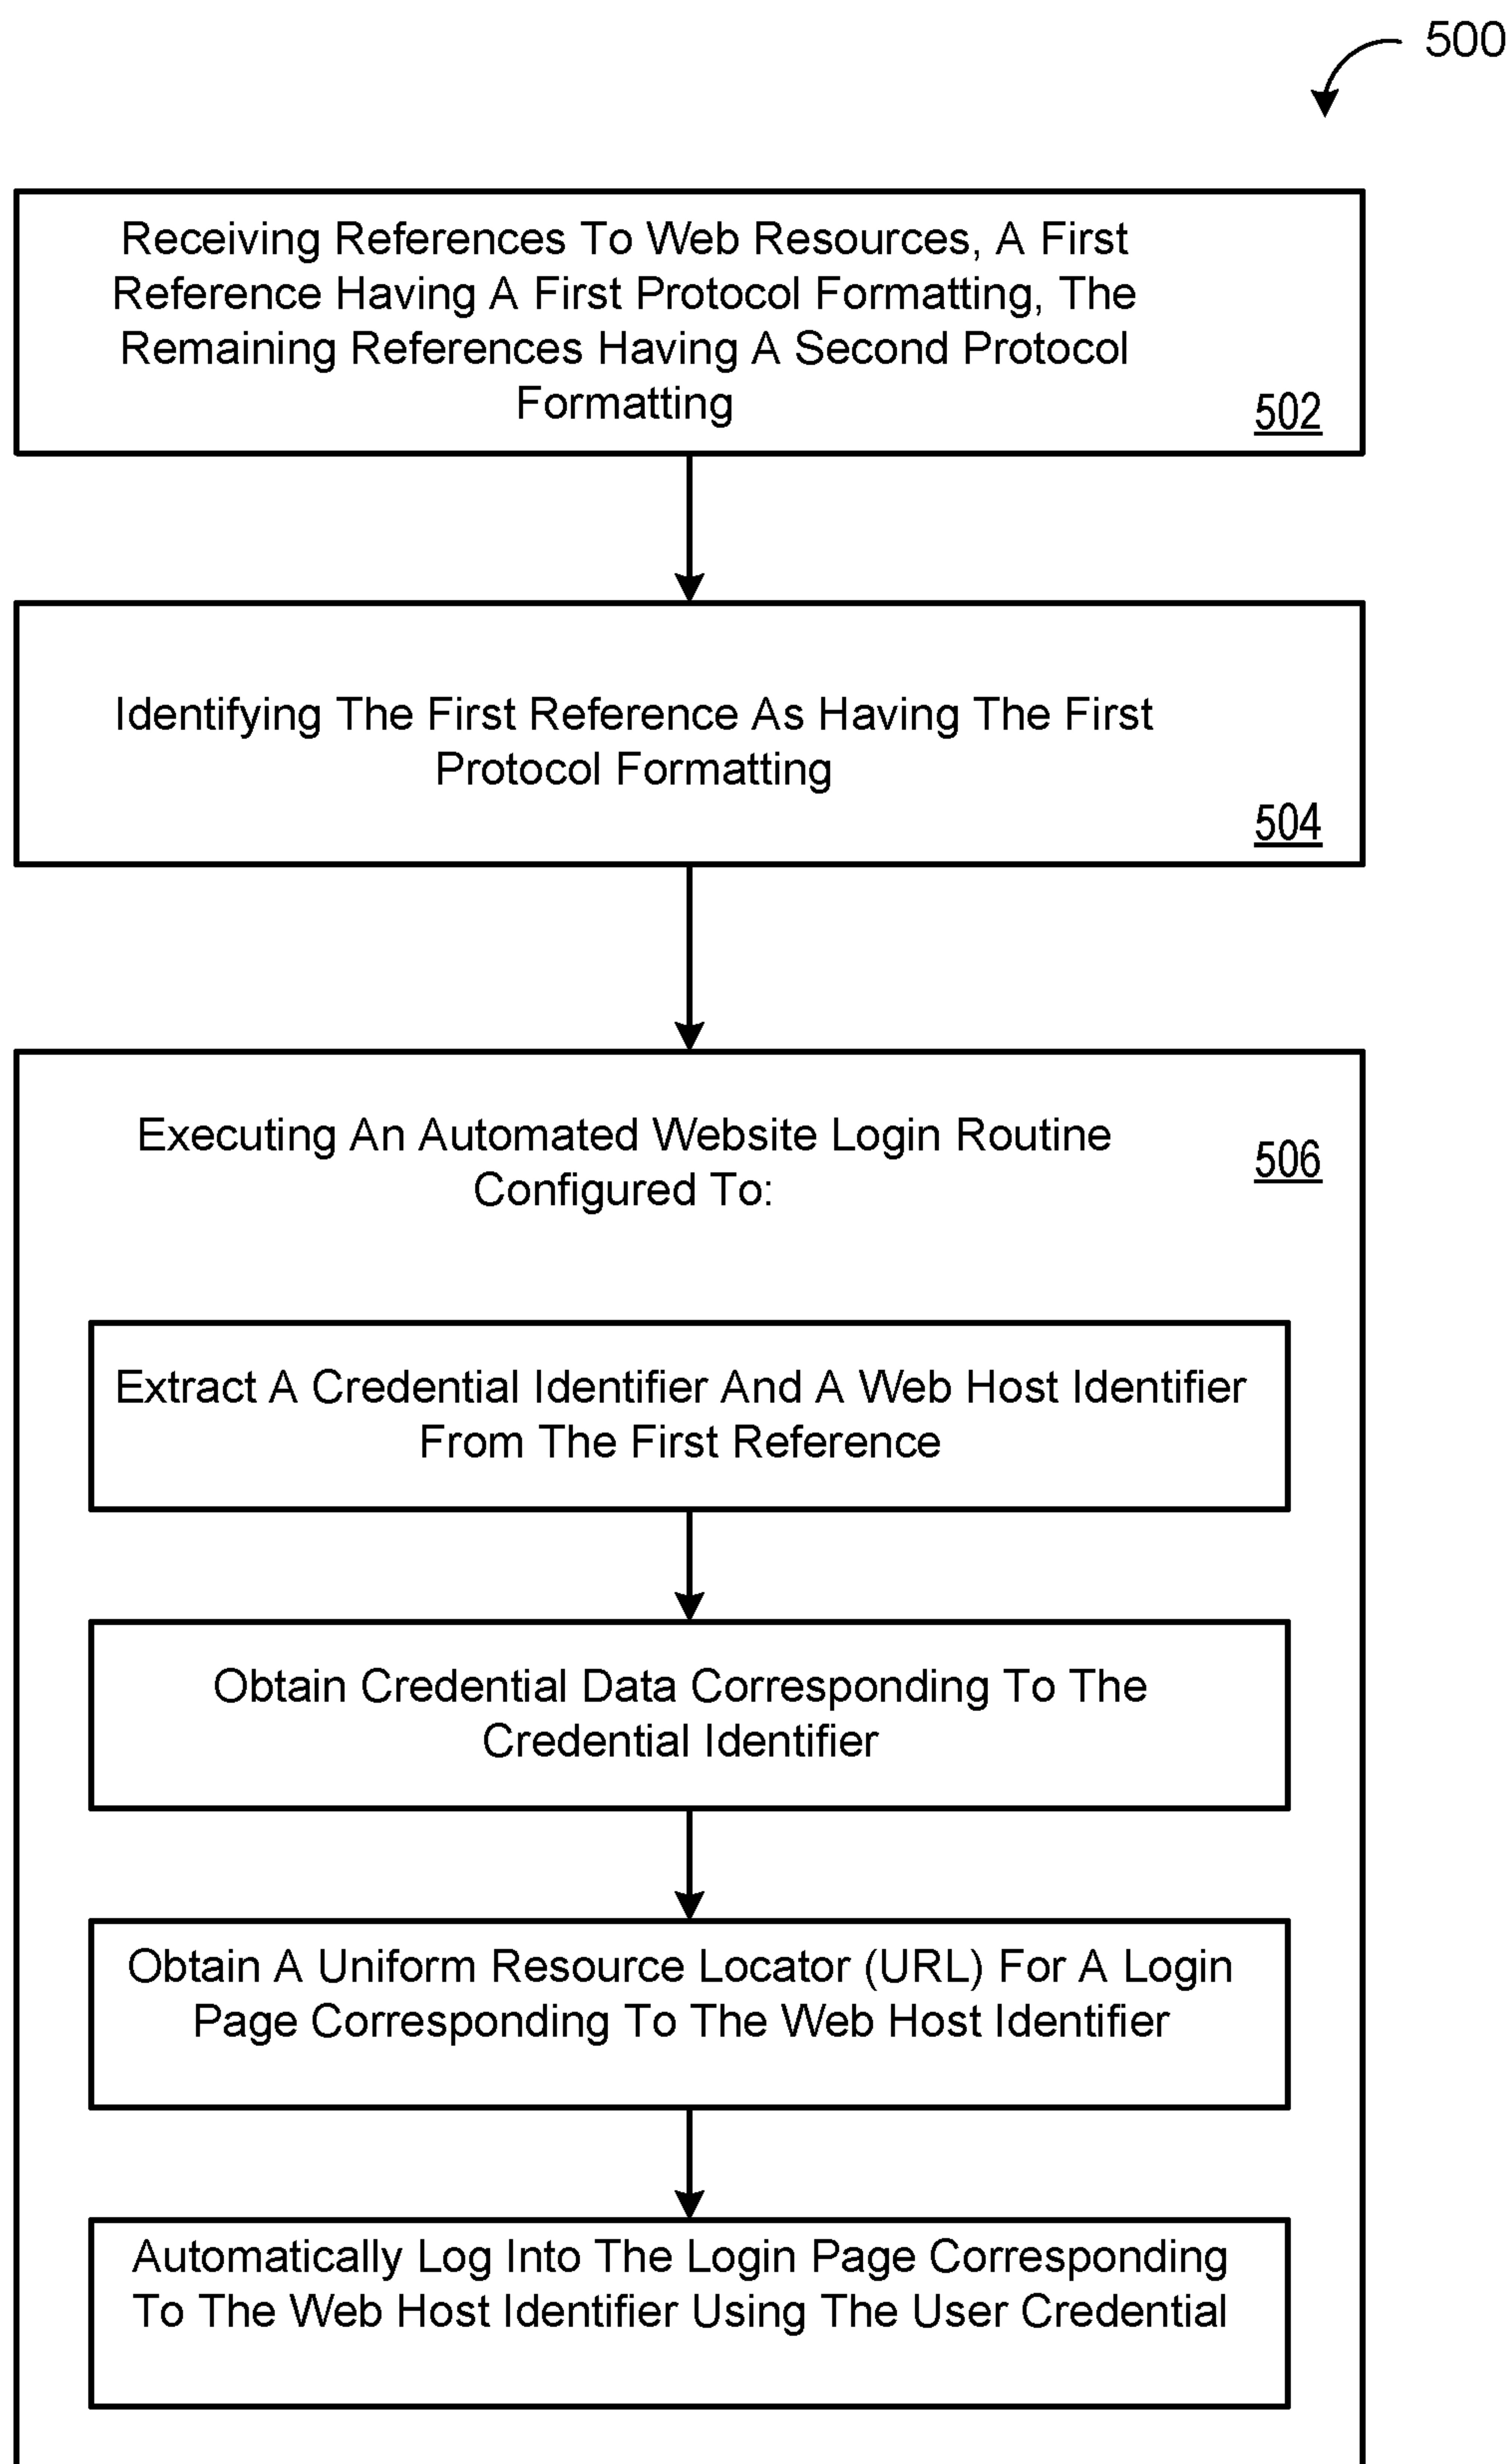 500
Receiving References To Web Resources, A First
Reference Having A First Protocol Formatting, The
Remaining References Having A Second Protocol
Formatting
502
Identifying The First Reference As Having The First
Protocol Formatting
504
Executing An Automated Website Login Routine
Configured To:
506
Extract A Credential Identifier And A Web Host Identifier
From The First Reference
Obtain Credential Data Corresponding To The
Credential Identifier
Obtain A Uniform Resource Locator (URL) For A Login
Page Corresponding To The Web Host Identifier
Automatically Log Into The Login Page Corresponding
To The Web Host Identifier Using The User Credential